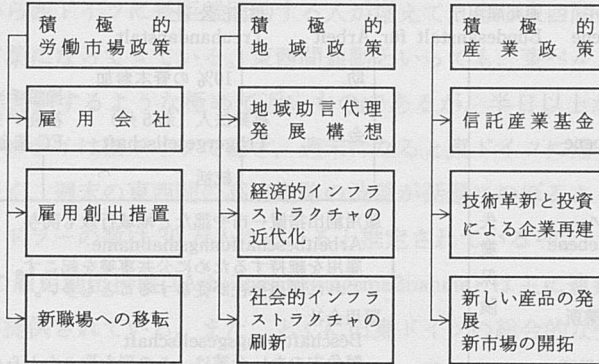 積極的
労働市場政策
雇用会社
雇用創出措置
新職場への移転
積極的
地域政策
地域助言代理
発展構想
経済的インフラ
ストラクチャの
近代化
社会的インフラ
ストラクチャの
刷新
積極的
産業政策
信託産業基金
技術革新と投資
による企業再建
新しい産品の発
展
新市場の開拓